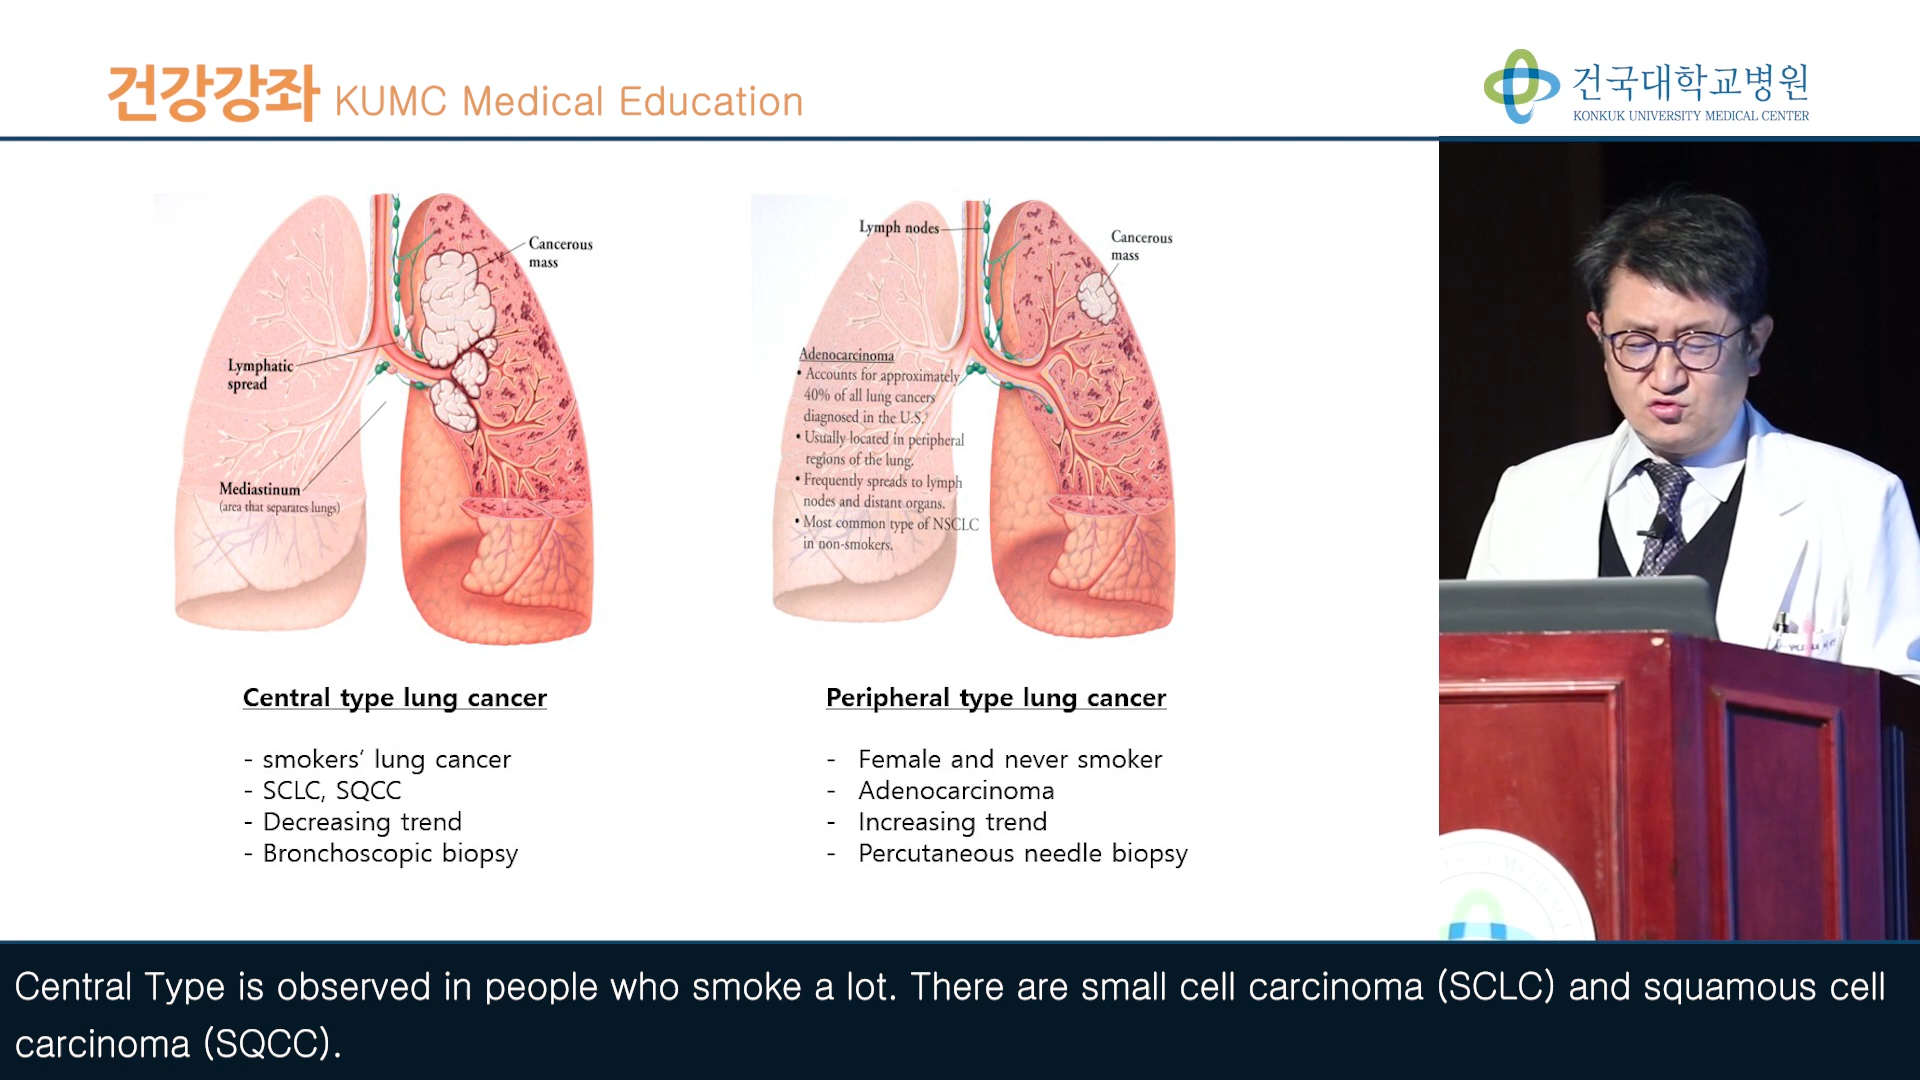 건강강좌 KUMC Medical Education
건국대학교병원
KONKUK UNIVERSITY MEDICAL CENTER
Cancerous
mass
Lymphatic
spread
Mediastinum
(area that separates lungs)
Lymph nodes
Cancerous
mass
Adenocarcinoma
• Accounts for approximately
40% of all lung cancers
diagnosed in the U.S.
• Usually located in peripheral
regions of the lung.
• Frequently spreads to lymph
nodes and distant organs.
• Most common type of NSCLC
in non-smokers.
Central type lung cancer
- smokers’ lung cancer
- SCLC, SQCC
- Decreasing trend
- Bronchoscopic biopsy
Peripheral type lung cancer
- Female and never smoker
- Adenocarcinoma
- Increasing trend
- Percutaneous needle biopsy
Central Type is observed in people who smoke a lot. There are small cell carcinoma (SCLC) and squamous cell
carcinoma (SQCC).